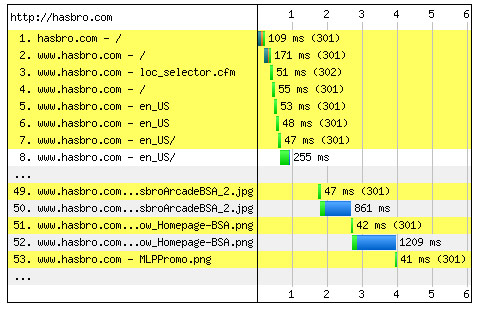 http://hasbro.com 1 2 3 4 5 6
1. hasbro.com - / 109 ms (301)
2. www.hasbro.com - / 171 ms (301)
3. www.hasbro.com - loc_selector.cfm 51 ms (302)
4. www.hasbro.com - / 55 ms (301)
5. www.hasbro.com - en_US 53 ms (301)
6. www.hasbro.com - en_US 48 ms (301)
7. www.hasbro.com - en_US/ 47 ms (301)
8. www.hasbro.com - en_US/ 255 ms
...
49. www.hasbro.com...sbroArcadeBSA_2.jpg 47 ms (301)
50. www.hasbro.com...sbroArcadeBSA_2.jpg 861 ms
51. www.hasbro.com...ow_Homepage-BSA.png 42 ms (301)
52. www.hasbro.com...ow_Homepage-BSA.png 1209 ms
53. www.hasbro.com - MLPPromo.png 41 ms (301)
...
1 2 3 4 5 6